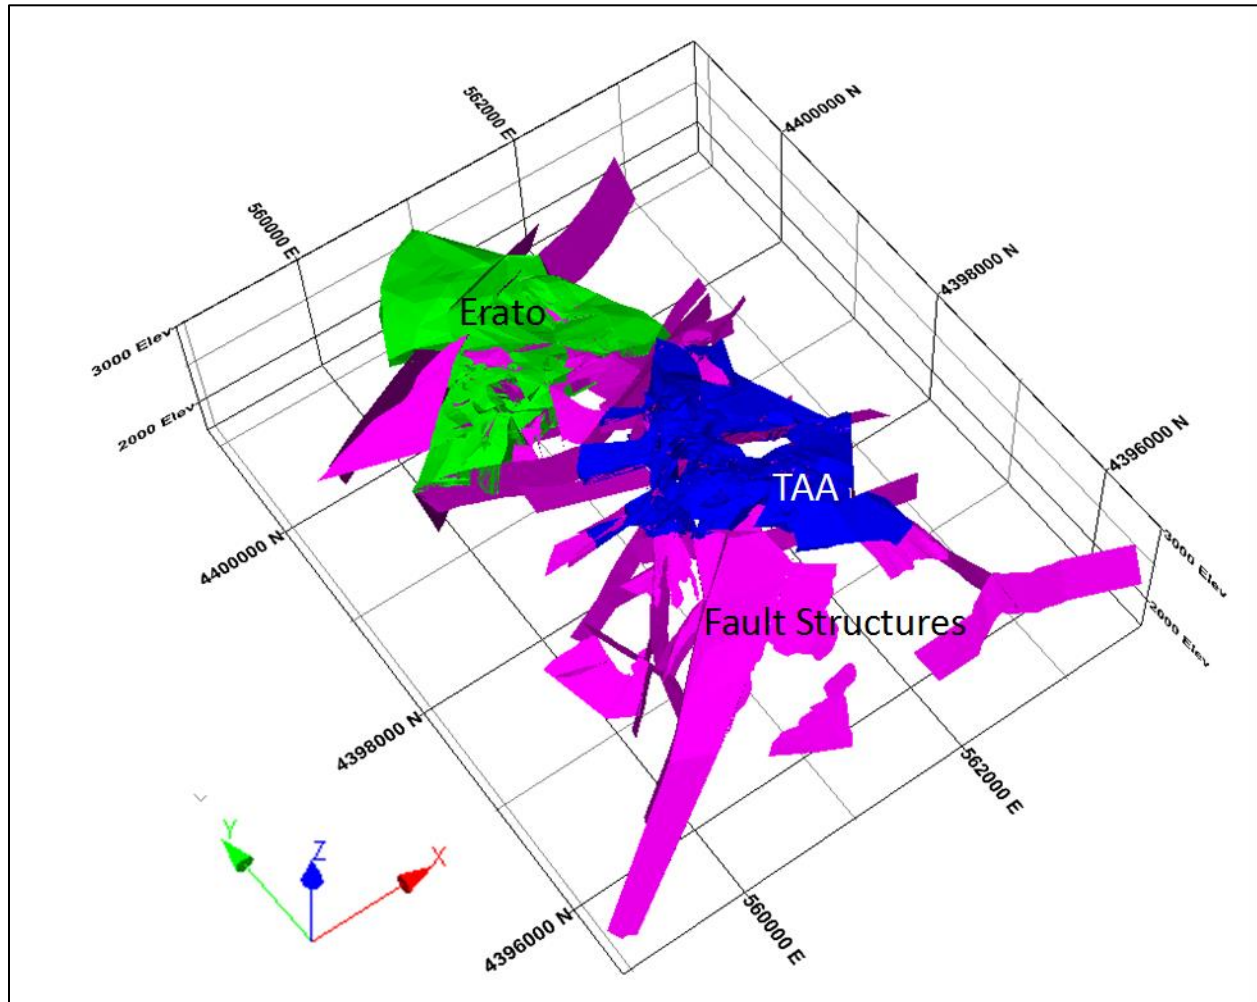 562000 E
4400000 N
560000 E
4398000 N
3000 Elev
Erato
2000 Elev
4396000 N
TAA
3000 Elev
4400000 N
2000 Elev
Fault Structures
4398000 N
562000 E
Y
Z
X
4396000 N
560000 E